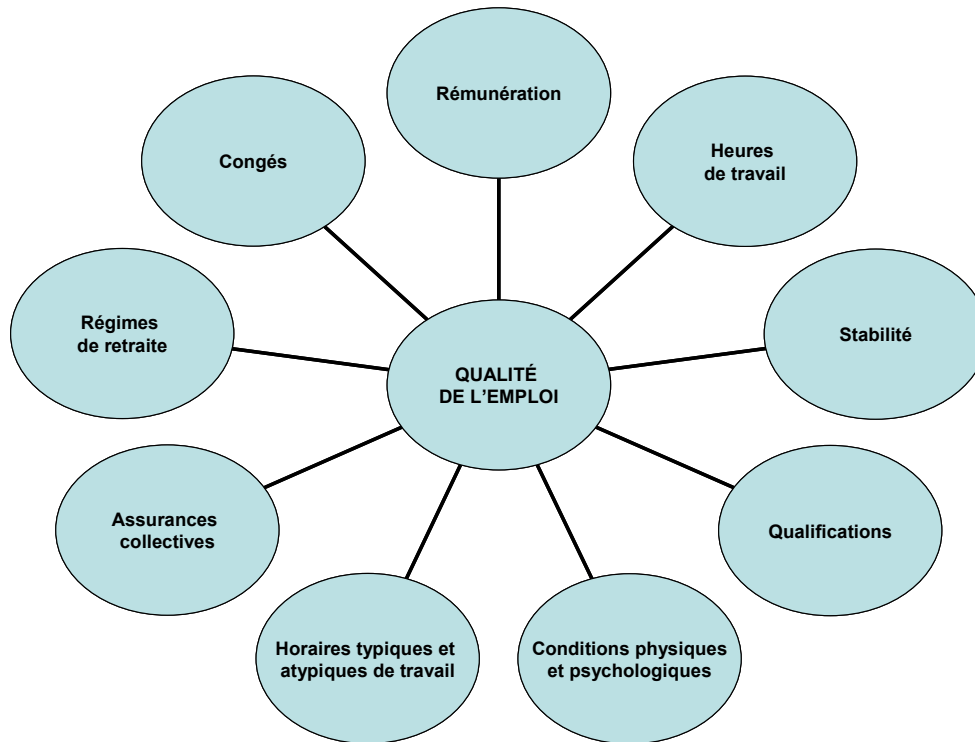 Rémunération
Congés
Heures
de travail
Régimes
de retraite
Stabilité
QUALITÉ
DE L’EMPLOI
Assurances
collectives
Qualifications
Horaires typiques et
atypiques de travail
Conditions physiques
et psychologiques